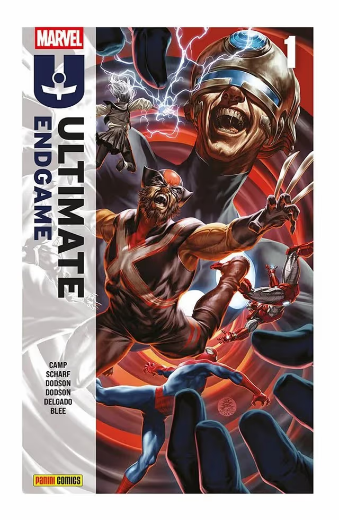 MARVEL
1
ULTIMATE
ENDGAME
CAMP
SCHARF
DODSON
DODSON
DELGADO
BLEE
PANINI COMICS